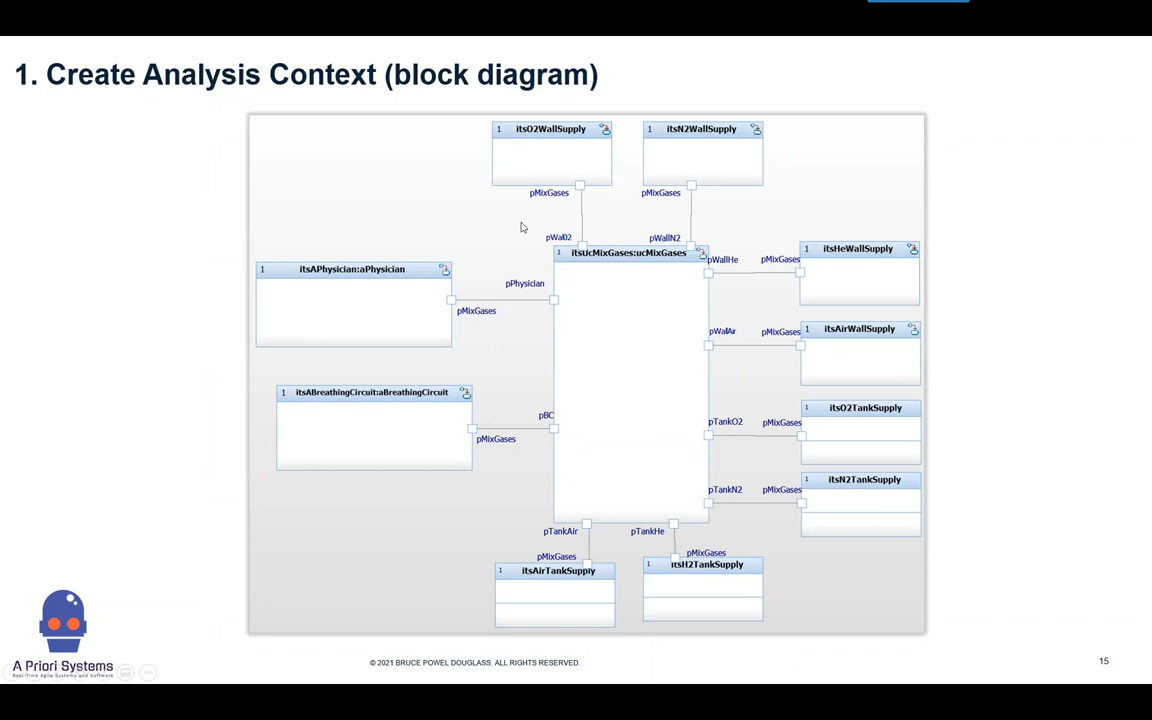 1. Create Analysis Context (block diagram)
1 itsO2WallSupply
1 itsN2WallSupply
pMixGases
pMixGases
pWal02
pWallN2
1 itsUcMixGases:ucMixGases
pWallHe
pMixGases
1 itsHeWallSupply
1 itsAPhysician:aPhysician
pPhysician
pMixGases
pWallAir
pMixGases
1 itsAirWallSupply
1 itsABreathingCircuit:aBreathingCircuit
pBC
pMixGases
pTankO2
pMixGases
1 itsO2TankSupply
pTankN2
pMixGases
1 itsN2TankSupply
pTankAir
pTankHe
pMixGases
pMixGases
1 itsAirTankSupply
1 itsH2TankSupply
A Priori Systems
Real-Time Agile Systems and Software
© 2021 BRUCE POWEL DOUGLASS. ALL RIGHTS RESERVED.
15